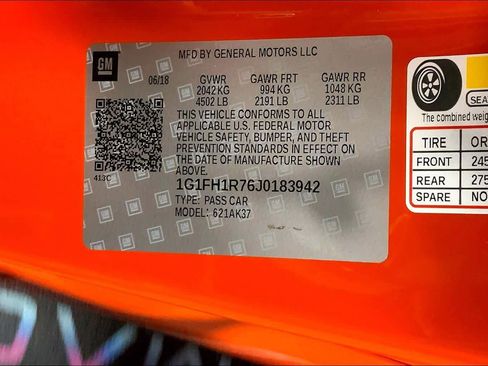 GM
MFD BY GENERAL MOTORS LLC
06/18 GVWR GAWR FRT GAWR RR
2042 KG 994 KG 1048 KG
4502 LB 2191 LB 2311 LB
THIS VEHICLE CONFORMS TO ALL
APPLICABLE U.S. FEDERAL MOTOR
VEHICLE SAFETY, BUMPER, AND THEFT
PREVENTION STANDARDS IN EFFECT ON
THE DATE OF MANUFACTURE SHOWN
ABOVE.
413C
1G1FH1R76J0183942
TYPE: PASS CAR
MODEL: 621AK37
SEA
The combined weig
TIRE OR
FRONT 245
REAR 275
SPARE NO